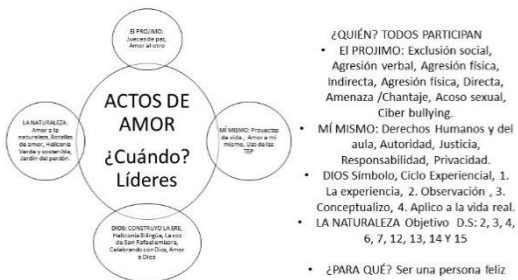 El PROJIMO:
Jueces de paz,
Amor al otro
ACTOS DE
AMOR
¿Cuándo?
Líderes
LA NATURALEZA:
Amor a la
naturaleza, Botellas
de amor, Heliconia
Verde y sostenible,
Jardín del perdón.
MÍ MISMO: Proyectos
de vida, Amor a mi
mismo, Uso de las
TEP
DIOS: CONSTRUYO LA ERE,
Heliconia Bilingüe, La voz
de San Rafael emisora,
Celebrando con Dios, Amor
a Dios
¿QUIÉN? TODOS PARTICIPAN
• El PROJIMO: Exclusión social,
Agresión verbal, Agresión física,
Indirecta, Agresión física, Directa,
Amenaza /Chantaje, Acoso sexual,
Ciber bullying.
• MÍ MISMO: Derechos Humanos y del
aula, Autoridad, Justicia,
Responsabilidad, Privacidad.
• DIOS Símbolo, Ciclo Experiencial, 1.
La experiencia, 2. Observación , 3.
Conceptualizo, 4. Aplico a la vida real.
• LA NATURALEZA Objetivo D.S: 2, 3, 4,
6, 7, 12, 13, 14 Y 15
• ¿PARA QUÉ? Ser una persona feliz